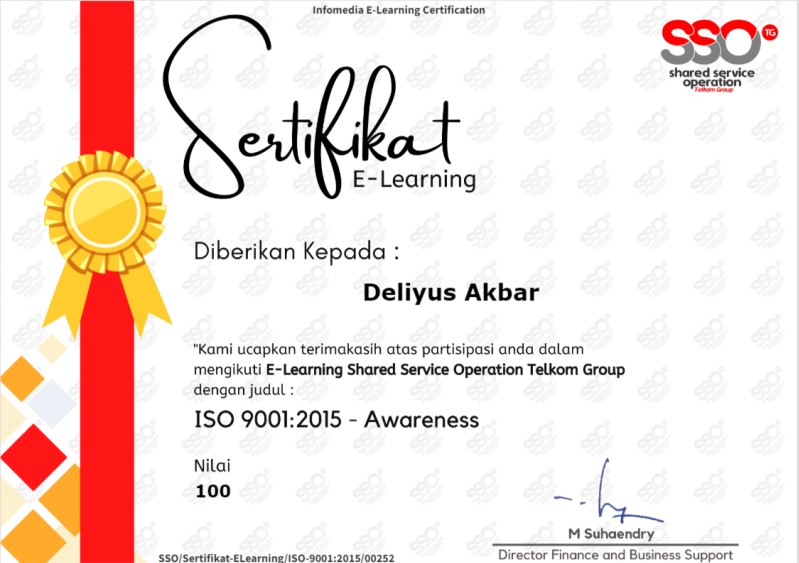 Infomedia E-Learning Certification
SSO TG
shared service
operation
Telkom Group
Sertifikat
E-Learning
Diberikan Kepada :
Deliyus Akbar
"Kami ucapkan terimakasih atas partisipasi anda dalam
mengikuti E-Learning Shared Service Operation Telkom Group
dengan judul :
ISO 9001:2015 - Awareness
Nilai
100
M Suhaendry
Director Finance and Business Support
SSO/Sertifikat-ELearning/ISO-9001:2015/00252